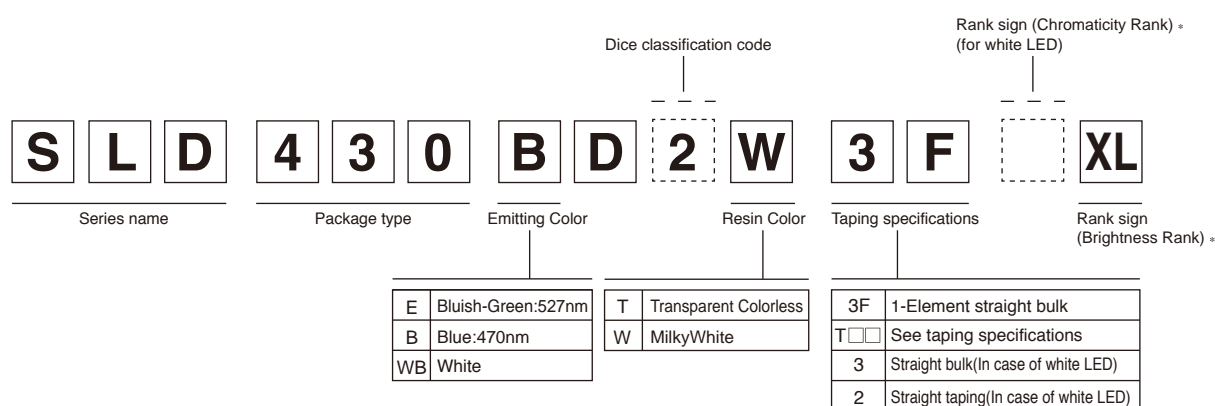 Rank sign (Chromaticity Rank) *
(for white LED)
Dice classification code
S L D 4 3 0 B D 2 W 3 F XL
Series name
Package type
Emitting Color
Resin Color
Taping specifications
Rank sign
(Brightness Rank) *
E Bluish-Green:527nm
B Blue:470nm
WB White
T Transparent Colorless
W MilkyWhite
3F 1-Element straight bulk
T□□ See taping specifications
3 Straight bulk(In case of white LED)
2 Straight taping(In case of white LED)